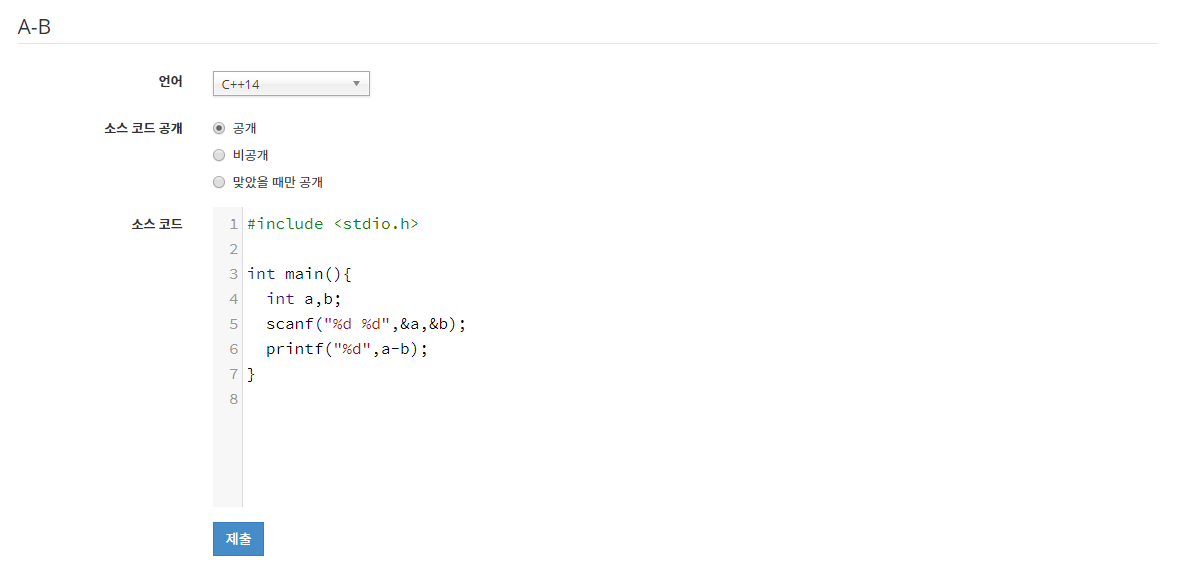 A-B
언어
C++14
소스 코드 공개
공개
비공개
맞았을 때만 공개
소스 코드
1 #include <stdio.h>
2
3 int main(){
4   int a,b;
5   scanf("%d %d",&a,&b);
6   printf("%d",a-b);
7 }
8
제출